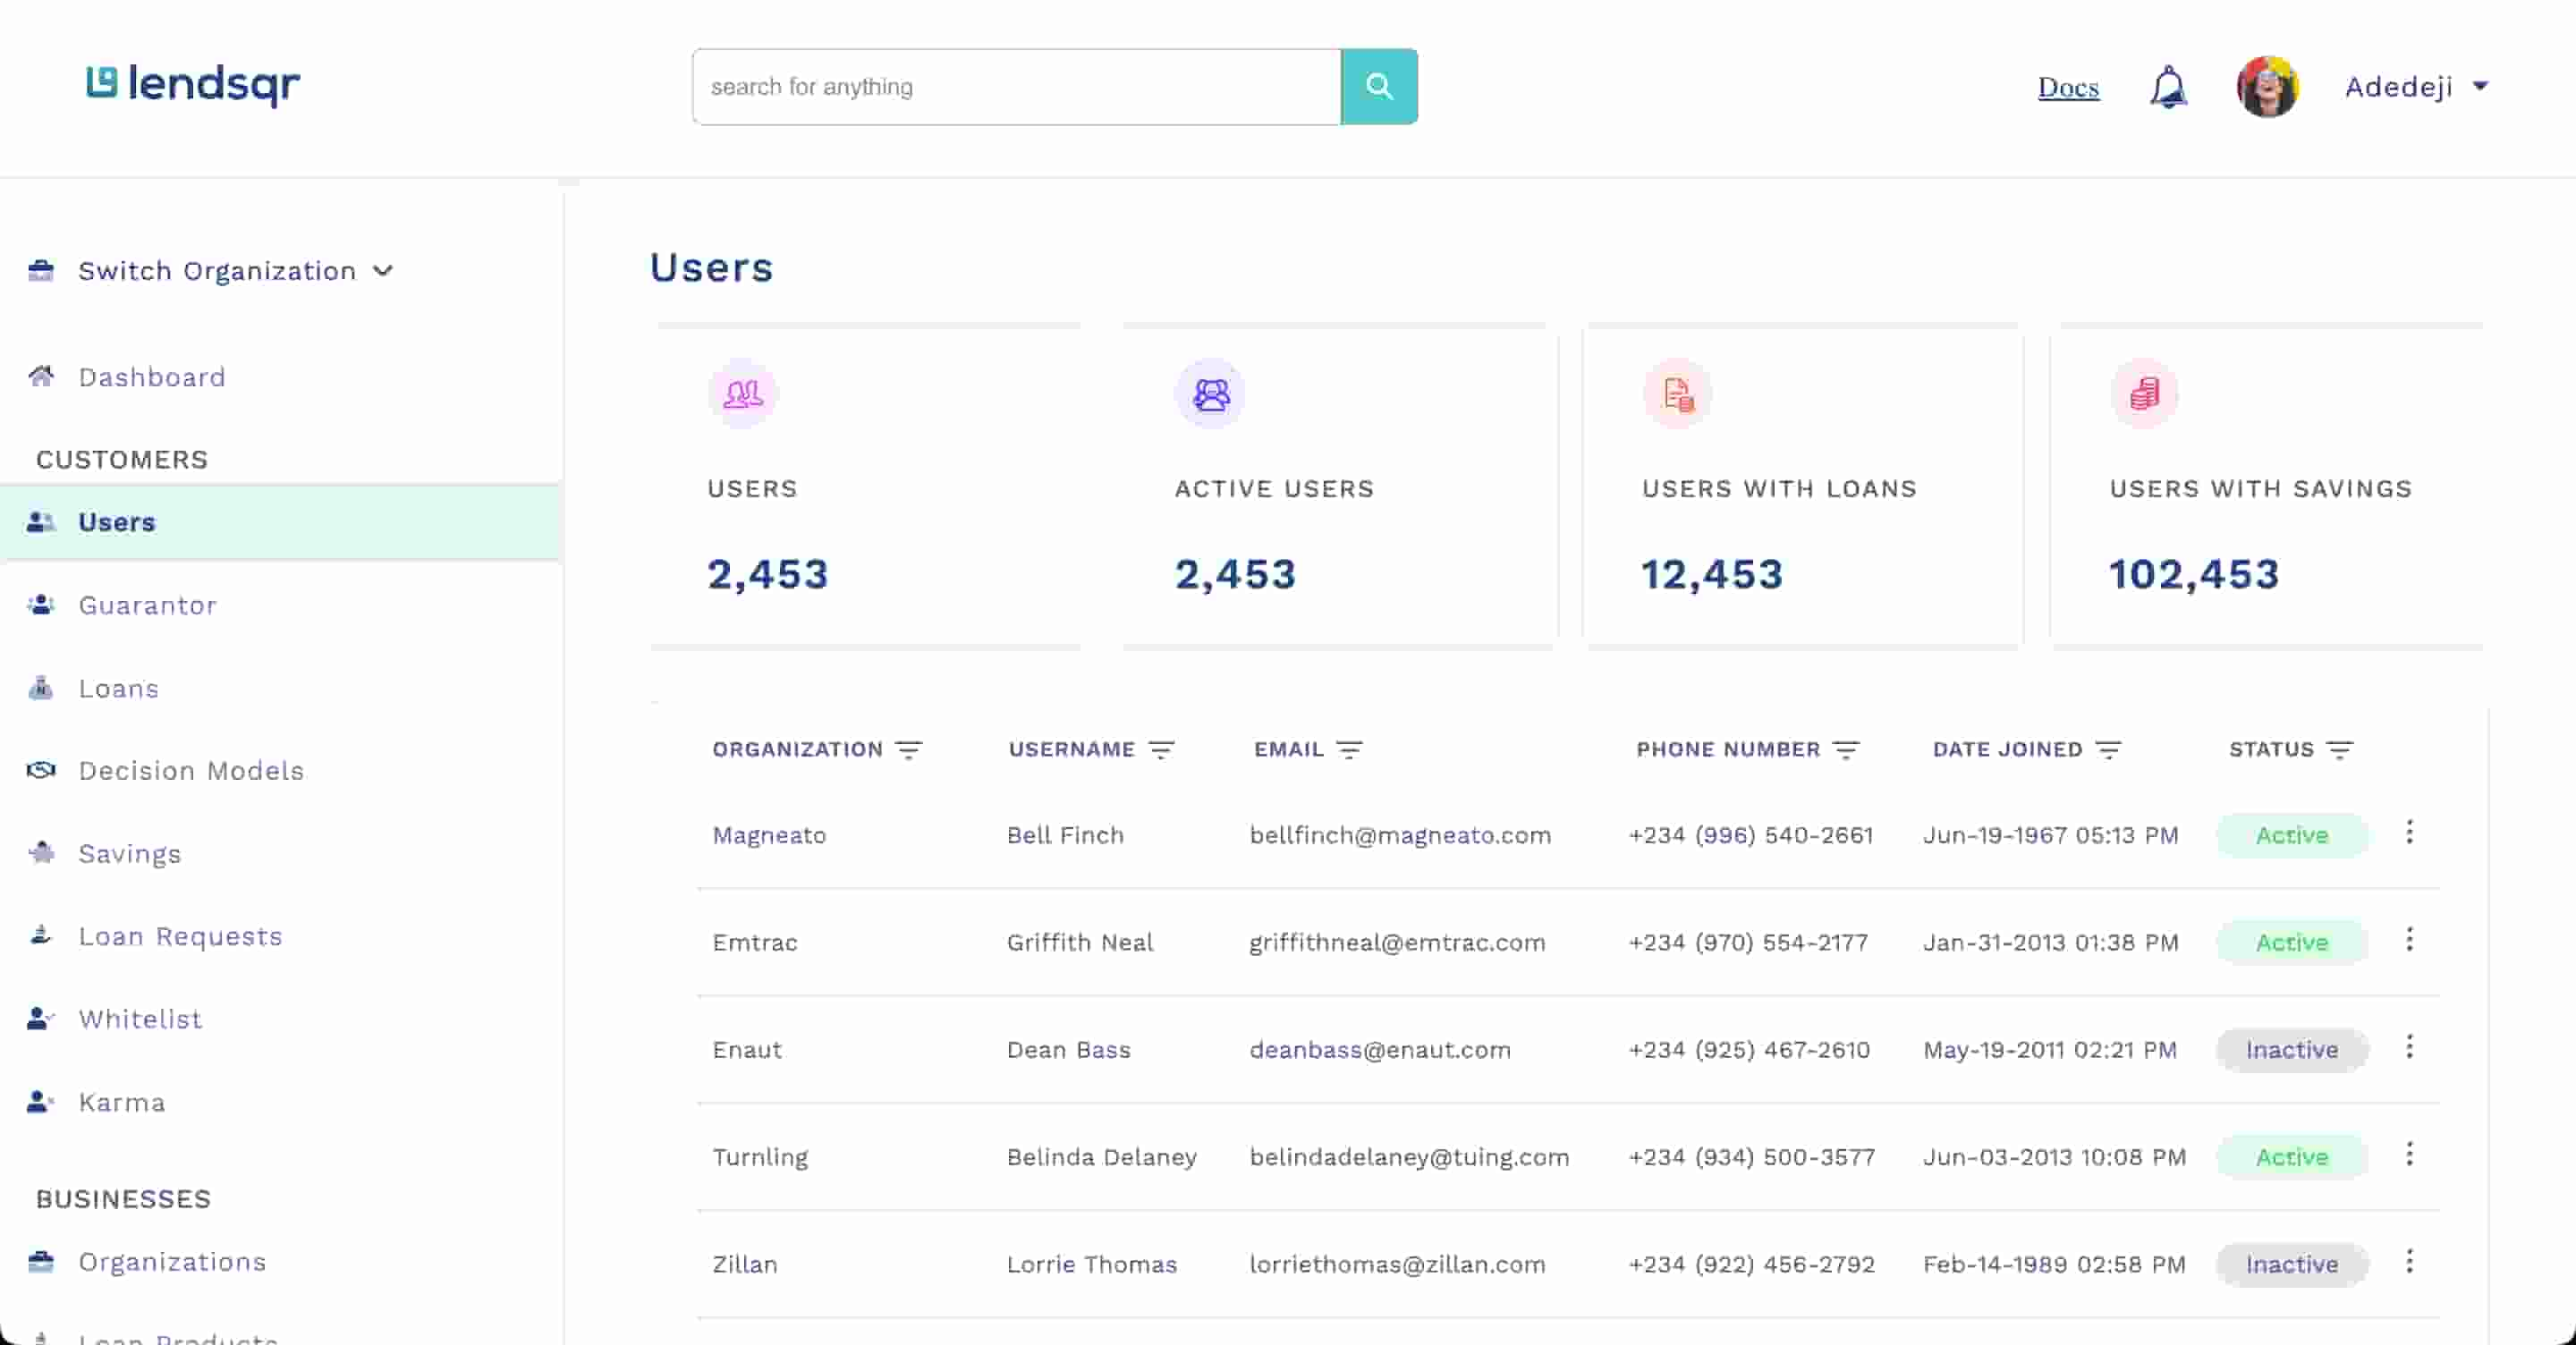 lendsqr
search for anything
Docs
Adedeji
Switch Organization
Dashboard
CUSTOMERS
Users
Guarantor
Loans
Decision Models
Savings
Loan Requests
Whitelist
Karma
BUSINESSES
Organizations
Loan Products
Users
USERS
2,453
ACTIVE USERS
2,453
USERS WITH LOANS
12,453
USERS WITH SAVINGS
102,453
ORGANIZATION USERNAME EMAIL PHONE NUMBER DATE JOINED STATUS
Magneato Bell Finch bellfinch@magneato.com +234 (996) 540-2661 Jun-19-1967 05:13 PM Active
Emtrac Griffith Neal griffithneal@emtrac.com +234 (970) 554-2177 Jan-31-2013 01:38 PM Active
Enaut Dean Bass deanbass@enaut.com +234 (925) 467-2610 May-19-2011 02:21 PM Inactive
Turnling Belinda Delaney belindadelaney@tuing.com +234 (934) 500-3577 Jun-03-2013 10:08 PM Active
Zillan Lorrie Thomas lorriethomas@zillan.com +234 (922) 456-2792 Feb-14-1989 02:58 PM Inactive